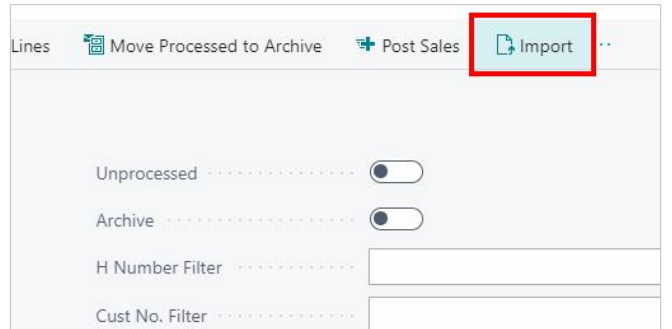 Lines Move Processed to Archive Post Sales Import
Unprocessed
Archive
H Number Filter
Cust No. Filter